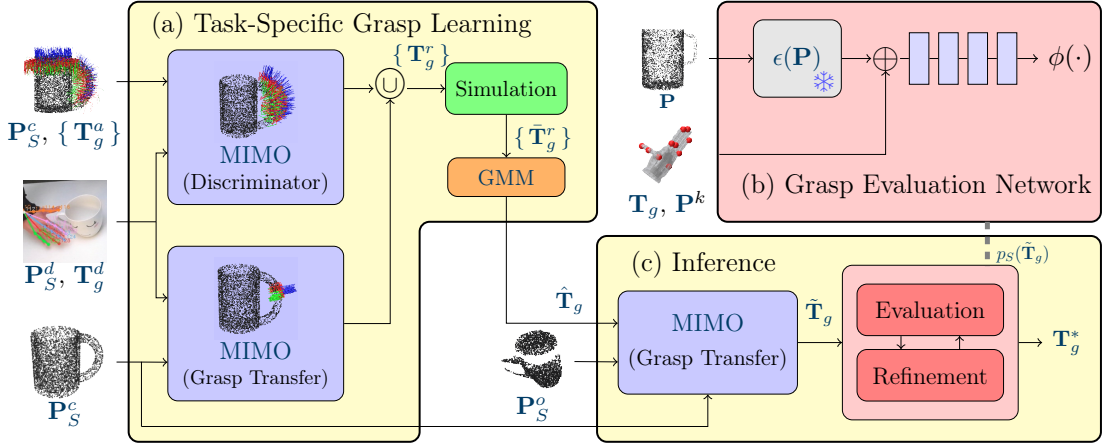 (a) Task-Specific Grasp Learning
P_S^c, { T_g^a }
MIMO
(Discriminator)
{ T_g^r }
∪
Simulation
{ T̄_g^r }
GMM
P_S^d, T_g^d
MIMO
(Grasp Transfer)
P_S^c
P
ϵ(P)
⊕
ϕ(·)
T_g, P^k
(b) Grasp Evaluation Network
p_S(T̃_g)
(c) Inference
T̂_g
P_S^o
MIMO
(Grasp Transfer)
T̃_g
Evaluation
Refinement
T_g^*